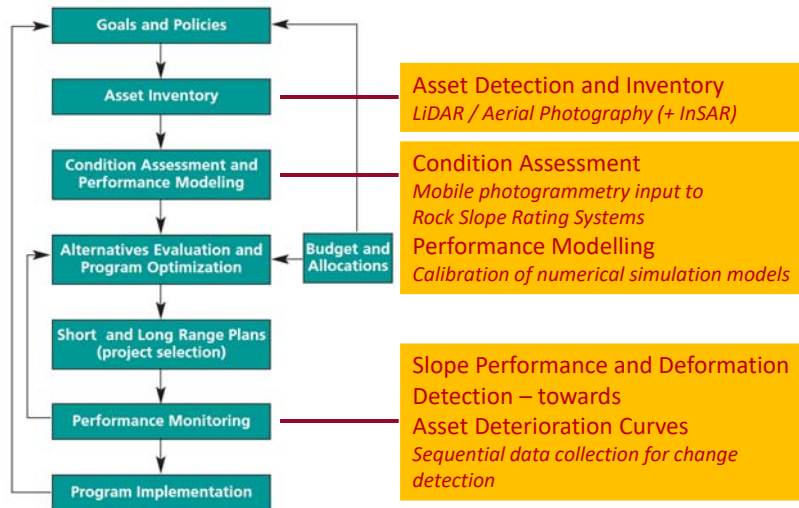 Goals and Policies
Asset Inventory
Condition Assessment and
Performance Modeling
Alternatives Evaluation and
Program Optimization
Budget and
Allocations
Short and Long Range Plans
(project selection)
Performance Monitoring
Program Implementation
Asset Detection and Inventory
LiDAR / Aerial Photography (+ InSAR)
Condition Assessment
Mobile photogrammetry input to
Rock Slope Rating Systems
Performance Modelling
Calibration of numerical simulation models
Slope Performance and Deformation
Detection – towards
Asset Deterioration Curves
Sequential data collection for change
detection